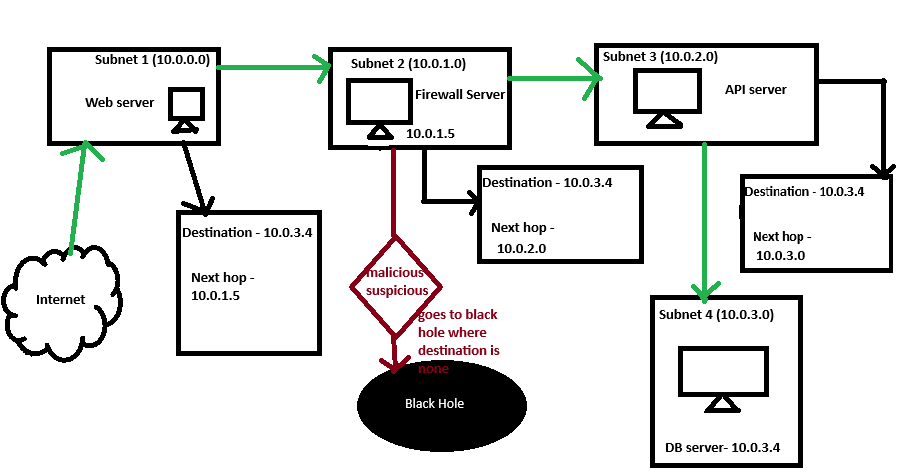 Subnet 1 (10.0.0.0)
Web server
Subnet 2 (10.0.1.0)
Firewall Server
10.0.1.5
Subnet 3 (10.0.2.0)
API server
Destination - 10.0.3.4
Next hop -
10.0.1.5
Destination - 10.0.3.4
Next hop -
10.0.2.0
Destination - 10.0.3.4
Next hop -
10.0.3.0
Internet
malicious
suspicious
goes to black
hole where
destination is
none
Black Hole
Subnet 4 (10.0.3.0)
DB server- 10.0.3.4